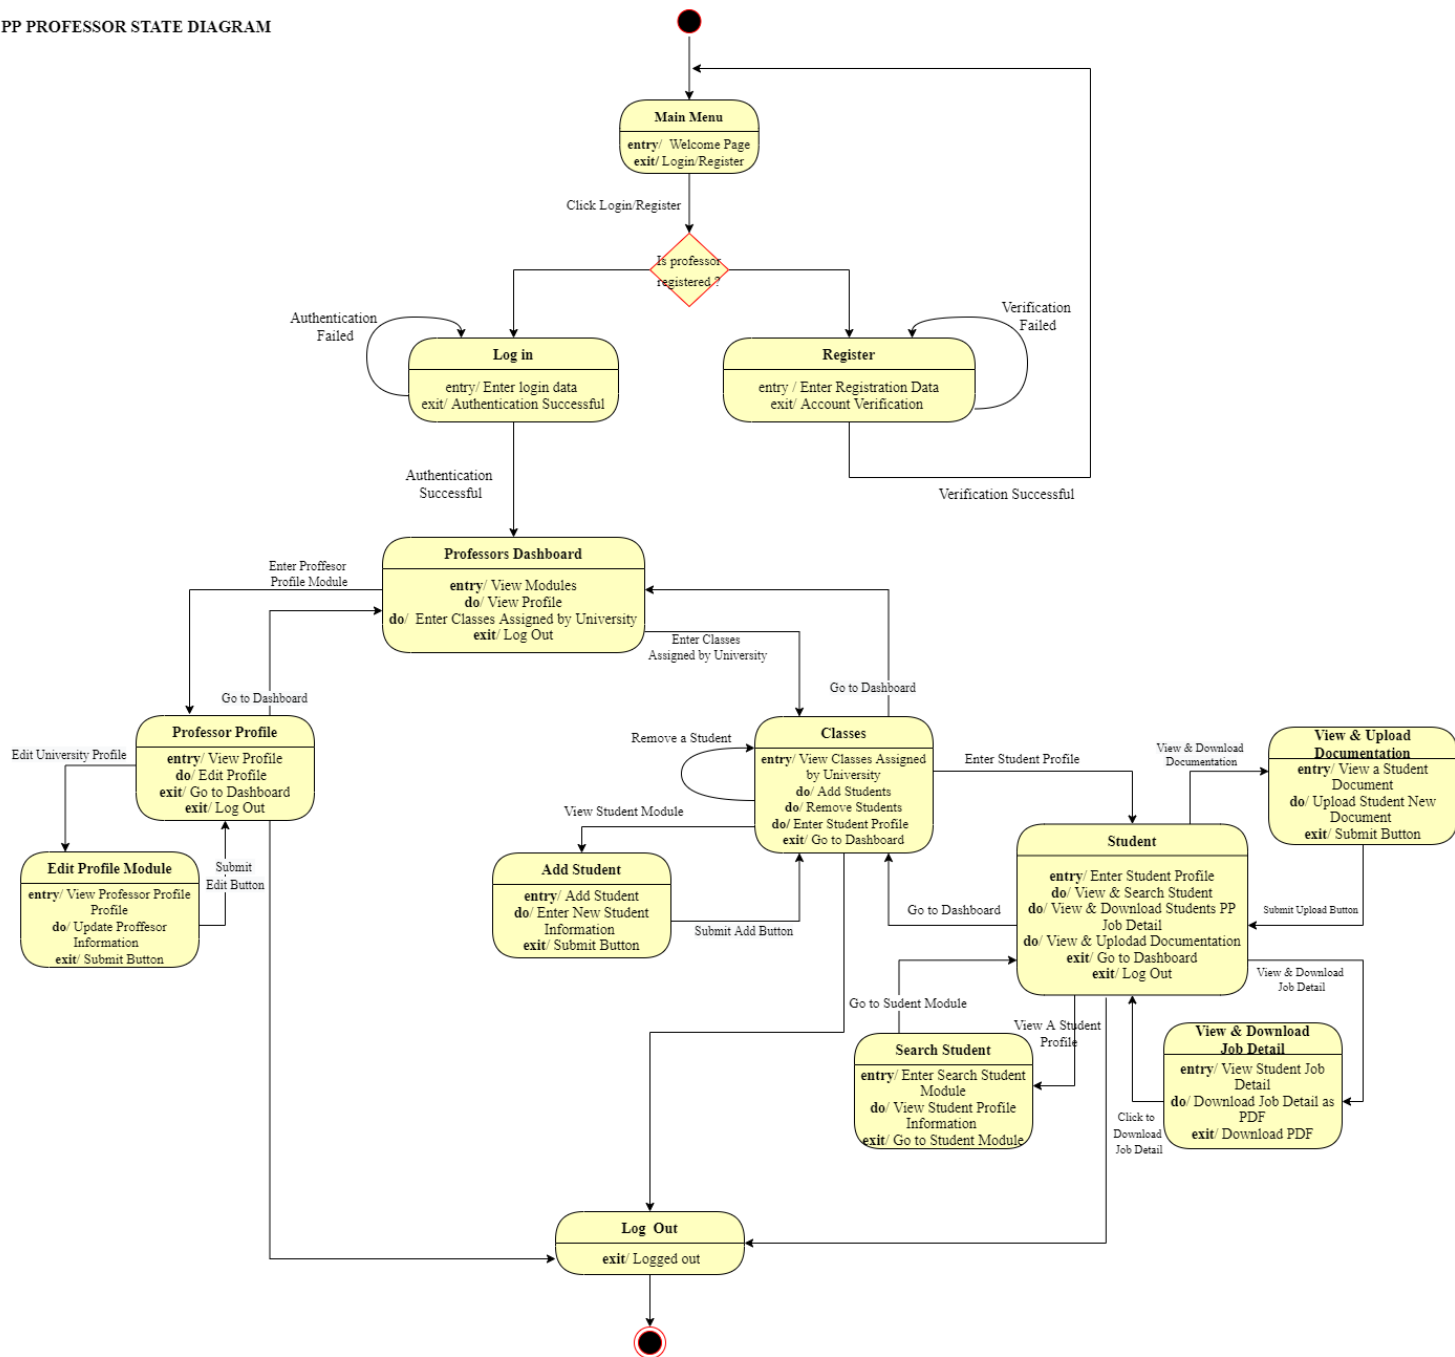 PP PROFESSOR STATE DIAGRAM
Main Menu
entry/ Welcome Page
exit/ Login/Register
Click Login/Register
Is professor
registered ?
Authentication
Failed
Verification
Failed
Log in
entry/ Enter login data
exit/ Authentication Successful
Register
entry / Enter Registration Data
exit/ Account Verification
Authentication
Successful
Verification Successful
Professors Dashboard
entry/ View Modules
do/ View Profile
do/ Enter Classes Assigned by University
exit/ Log Out
Enter Proffesor
Profile Module
Enter Classes
Assigned by University
Go to Dashboard
Go to Dashboard
Professor Profile
entry/ View Profile
do/ Edit Profile
exit/ Go to Dashboard
exit/ Log Out
Edit University Profile
Edit Profile Module
entry/ View Professor Profile
Profile
do/ Update Proffesor
Information
exit/ Submit Button
Submit
Edit Button
Remove a Student
Classes
entry/ View Classes Assigned
by University
do/ Add Students
do/ Remove Students
do/ Enter Student Profile
exit/ Go to Dashboard
View Student Module
Add Student
entry/ Add Student
do/ Enter New Student
Information
exit/ Submit Button
Submit Add Button
Enter Student Profile
View & Download
Documentation
View & Upload
Documentation
entry/ View a Student
Document
do/ Upload Student New
Document
exit/ Submit Button
Student
entry/ Enter Student Profile
do/ View & Search Student
do/ View & Download Students PP
Job Detail
do/ View & Uplodad Documentation
exit/ Go to Dashboard
exit/ Log Out
Go to Dashboard
Submit Upload Button
View & Download
Job Detail
Go to Sudent Module
View A Student
Profile
Search Student
entry/ Enter Search Student
Module
do/ View Student Profile
Information
exit/ Go to Student Module
View & Download
Job Detail
entry/ View Student Job
Detail
do/ Download Job Detail as
PDF
exit/ Download PDF
Click to
Download
Job Detail
Log Out
exit/ Logged out